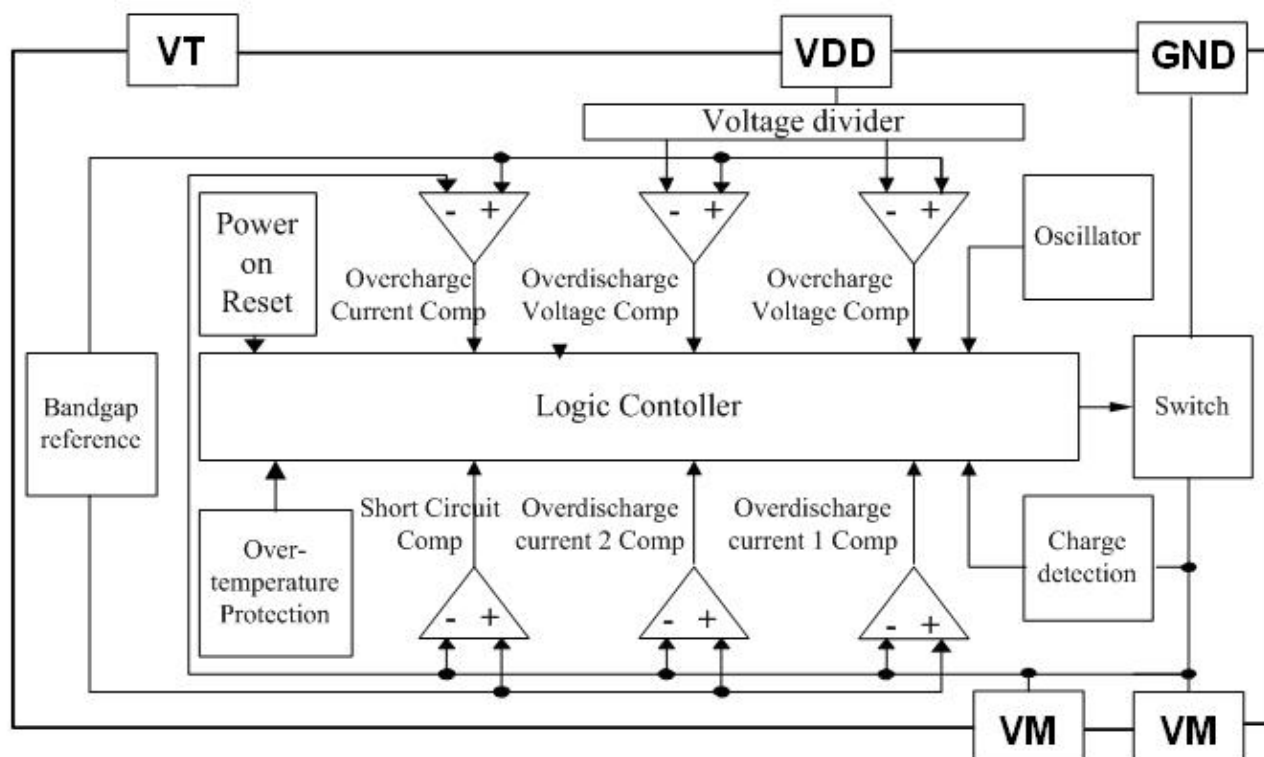 VT
VDD
GND
Voltage divider
- +
- +
- +
Power
on
Reset
Oscillator
Overcharge
Current Comp
Overdischarge
Voltage Comp
Overcharge
Voltage Comp
Bandgap
reference
Logic Contoller
Switch
Short Circuit
Comp
Overdischarge
current 2 Comp
Overdischarge
current 1 Comp
Over-
temperature
Protection
Charge
detection
- +
- +
- +
VM
VM